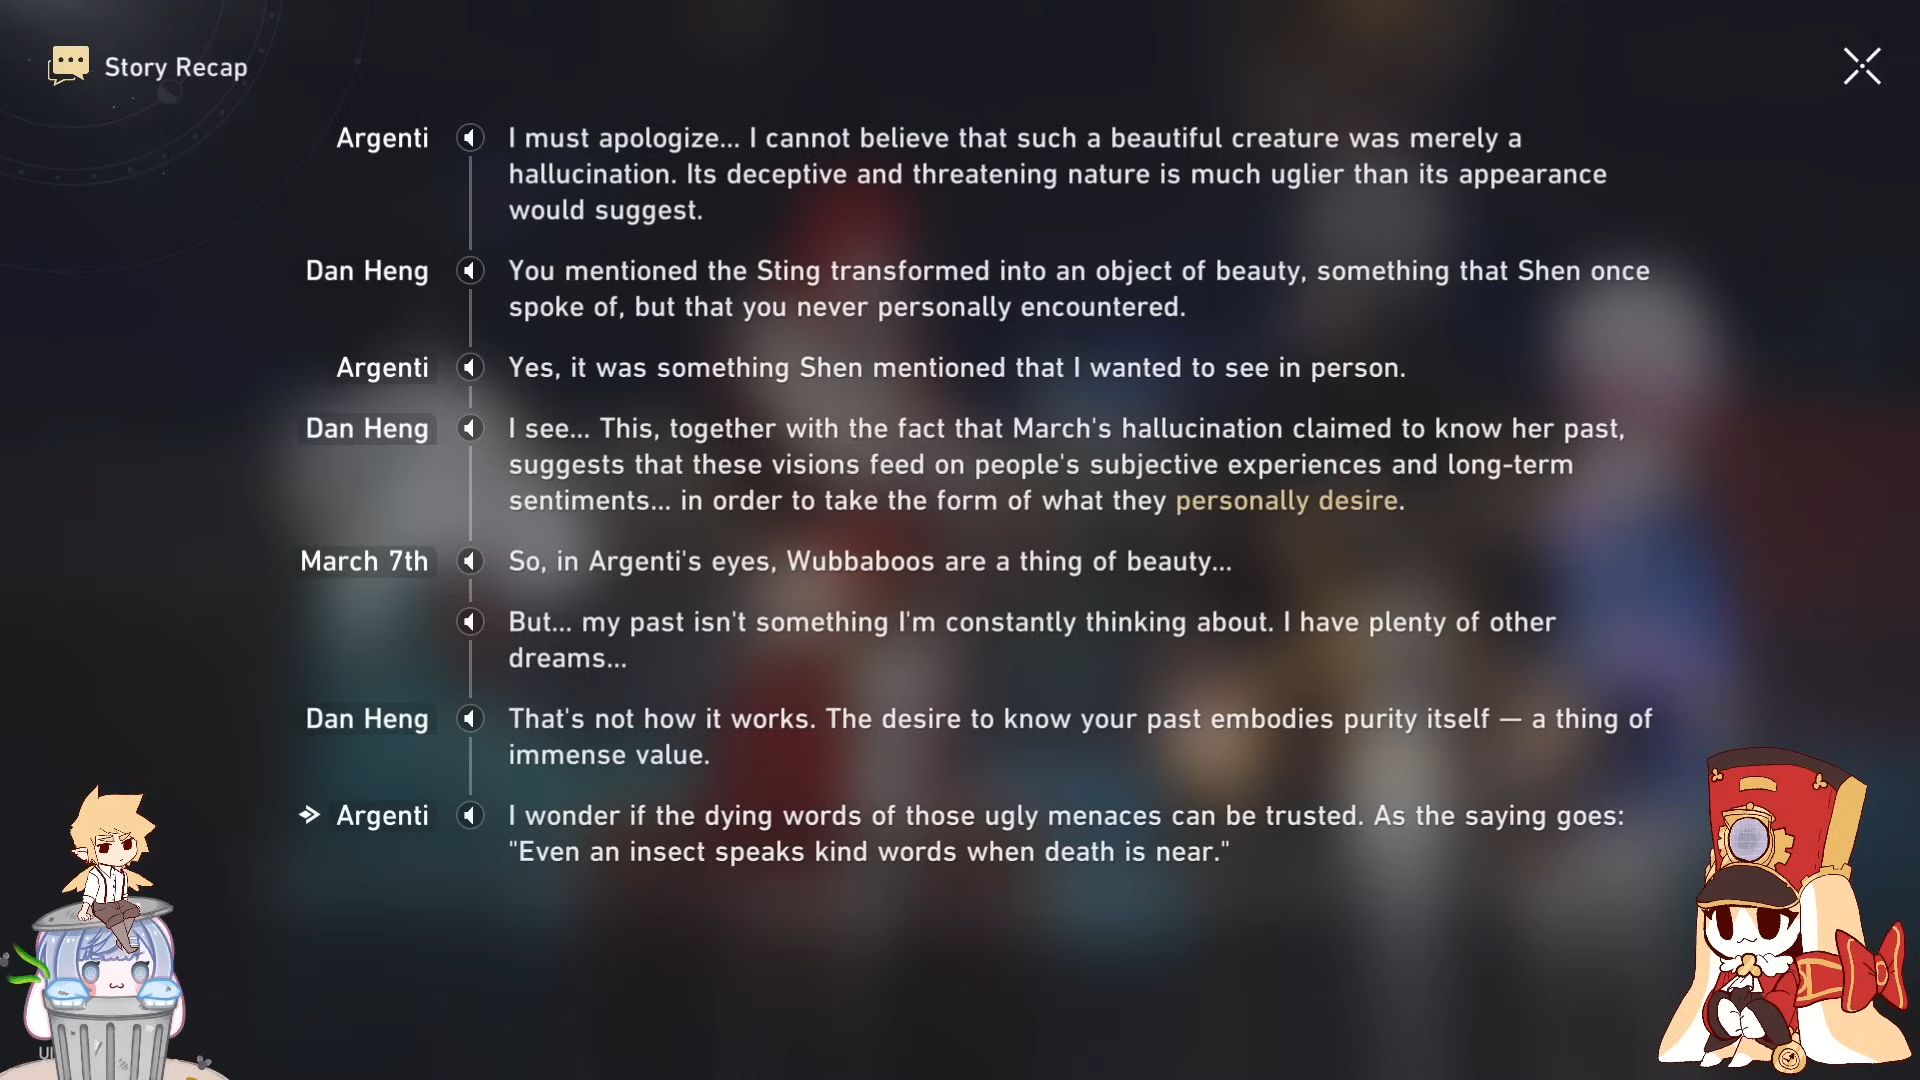 Story Recap
Argenti
I must apologize... I cannot believe that such a beautiful creature was merely a
hallucination. Its deceptive and threatening nature is much uglier than its appearance
would suggest.
Dan Heng
You mentioned the Sting transformed into an object of beauty, something that Shen once
spoke of, but that you never personally encountered.
Argenti
Yes, it was something Shen mentioned that I wanted to see in person.
Dan Heng
I see... This, together with the fact that March's hallucination claimed to know her past,
suggests that these visions feed on people's subjective experiences and long-term
sentiments... in order to take the form of what they personally desire.
March 7th
So, in Argenti's eyes, Wubbaboos are a thing of beauty...
But... my past isn't something I'm constantly thinking about. I have plenty of other
dreams...
Dan Heng
That's not how it works. The desire to know your past embodies purity itself — a thing of
immense value.
Argenti
I wonder if the dying words of those ugly menaces can be trusted. As the saying goes:
"Even an insect speaks kind words when death is near."